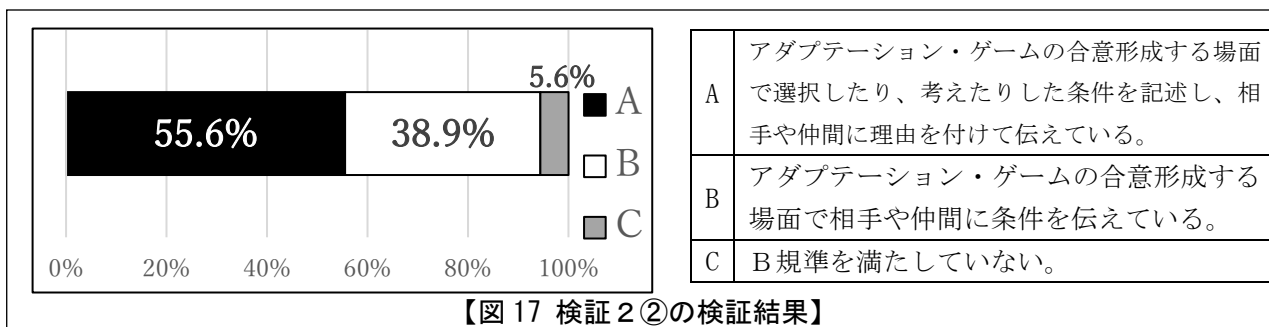 5.6%
55.6%
38.9%
A
B
C
0%
20%
40%
60%
80%
100%
A
アダプテーション・ゲームの合意形成する場面
で選択したり、考えたりした条件を記述し、相
手や仲間に理由を付けて伝えている。
B
アダプテーション・ゲームの合意形成する
場面で相手や仲間に条件を伝えている。
C
B規準を満たしていない。
【図 17 検証2②の検証結果】